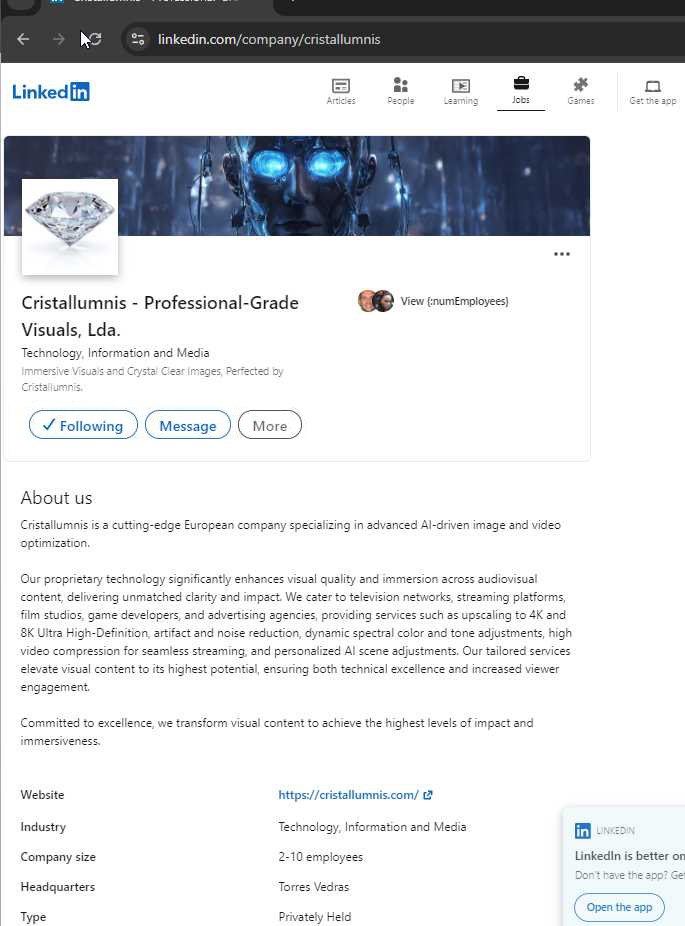 linkedin.com/company/cristallumnis
Linked in
Articles
People
Learning
Jobs
Games
Get the app
Cristallumnis - Professional-Grade
Visuals, Lda.
View {:numEmployees}
Technology, Information and Media
Immersive Visuals and Crystal Clear Images, Perfected by
Cristallumnis.
Following
Message
More
About us
Cristallumnis is a cutting-edge European company specializing in advanced AI-driven image and video
optimization.
Our proprietary technology significantly enhances visual quality and immersion across audiovisual
content, delivering unmatched clarity and impact. We cater to television networks, streaming platforms,
film studios, game developers, and advertising agencies, providing services such as upscaling to 4K and
8K Ultra High-Definition, artifact and noise reduction, dynamic spectral color and tone adjustments, high
video compression for seamless streaming, and personalized AI scene adjustments. Our tailored services
elevate visual content to its highest potential, ensuring both technical excellence and increased viewer
engagement.
Committed to excellence, we transform visual content to achieve the highest levels of impact and
immersiveness.
Website https://cristallumnis.com/
Industry Technology, Information and Media
Company size 2-10 employees
Headquarters Torres Vedras
Type Privately Held
in LINKEDIN
LinkedIn is better on
Don't have the app? Get
Open the app